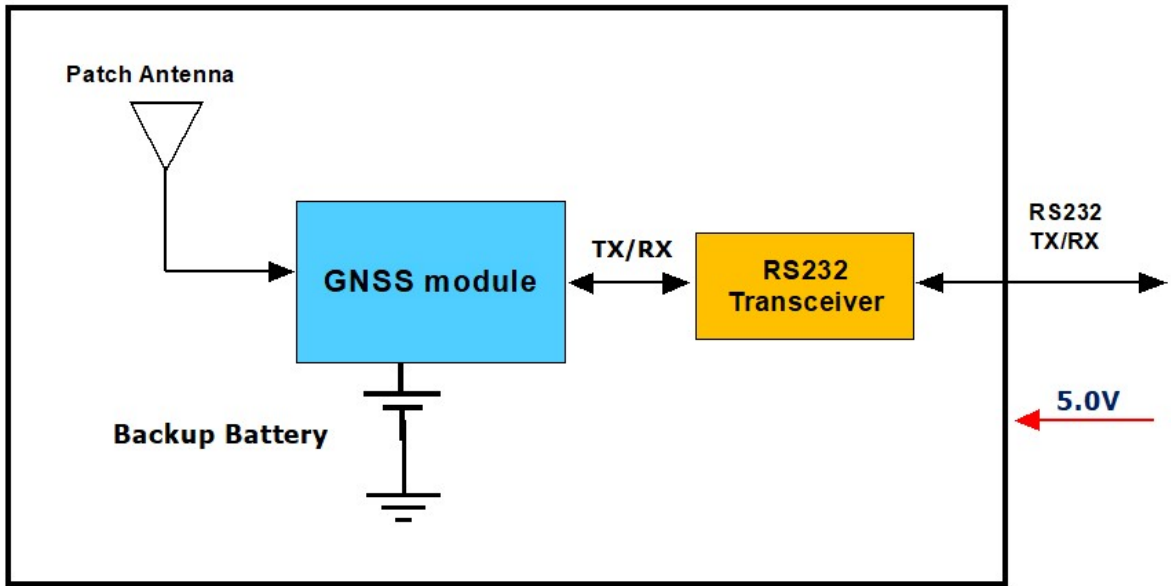 Patch Antenna
GNSS module
TX/RX
RS232
Transceiver
RS232
TX/RX
5.0V
Backup Battery